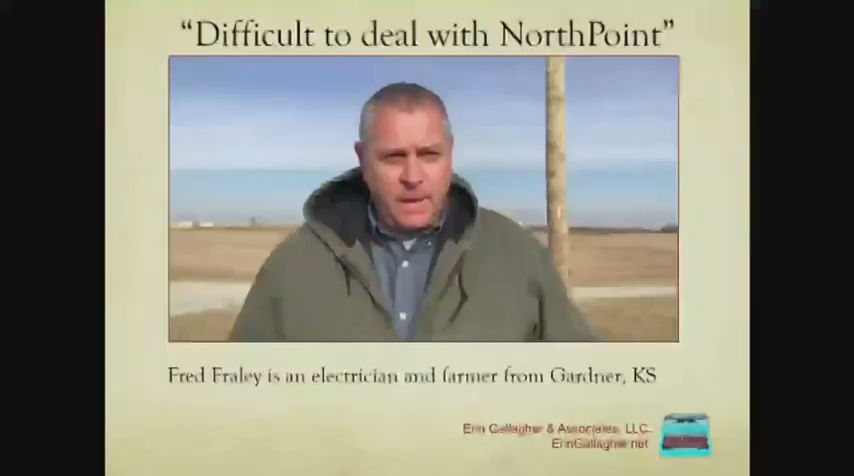 “Difficult to deal with NorthPoint”
Fred Fraley is an electrician and farmer from Gardner, KS
Erin Gallagher & Associates, LLC.
ErinGallagher.net